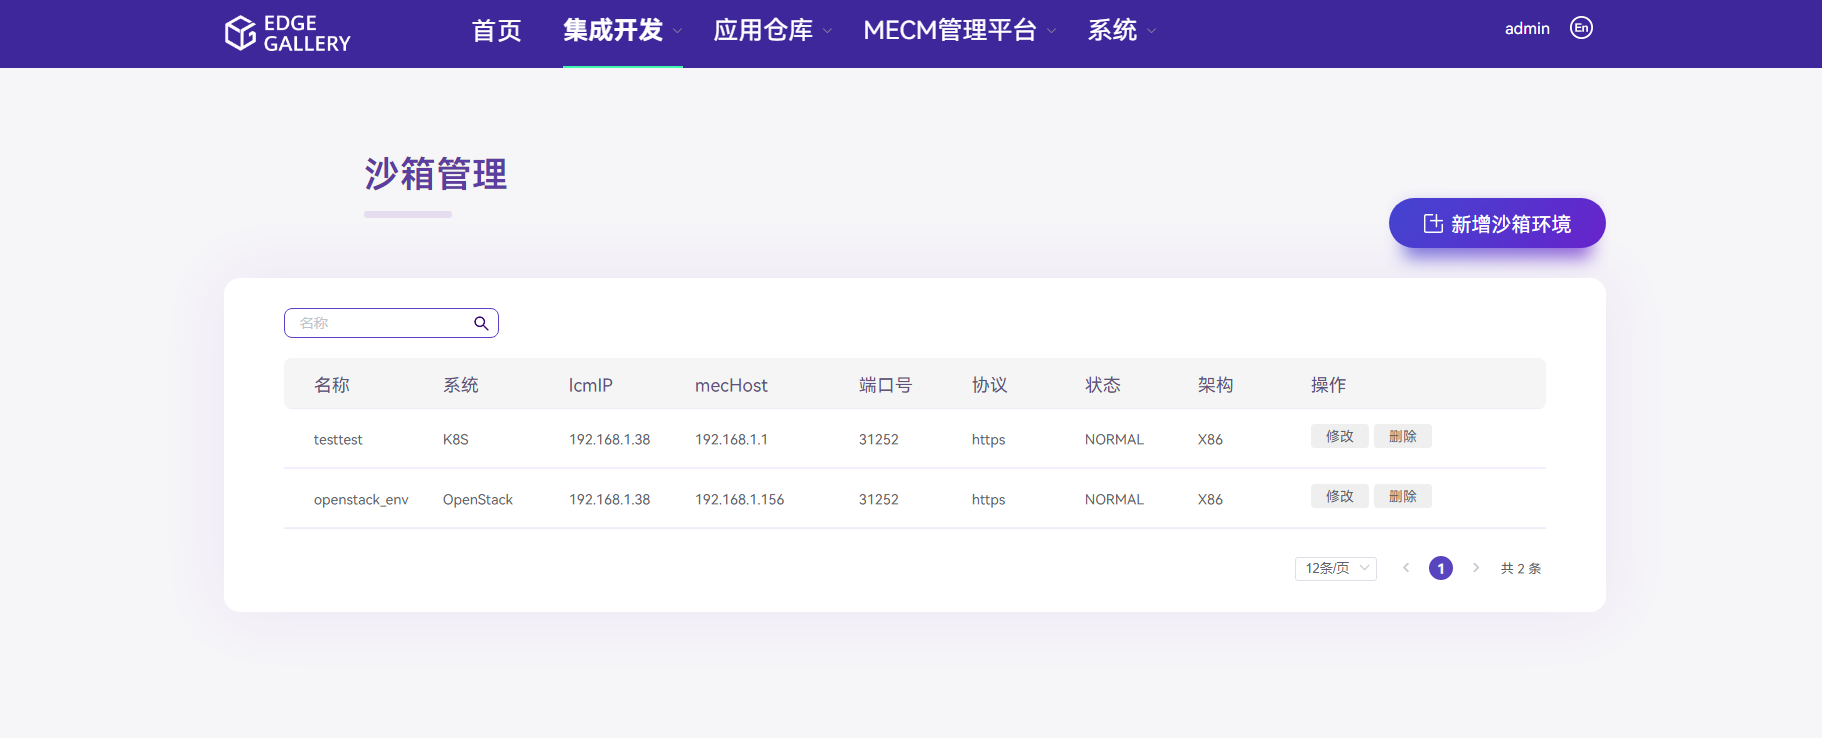 EDGE
GALLERY
首页 集成开发 应用仓库 MECM管理平台 系统 admin En
沙箱管理
新增沙箱环境
名称
名称 系统 lcmIP mecHost 端口号 协议 状态 架构 操作
testtest K8S 192.168.1.38 192.168.1.1 31252 https NORMAL X86 修改 删除
openstack_env OpenStack 192.168.1.38 192.168.1.156 31252 https NORMAL X86 修改 删除
12条/页 1 共 2 条